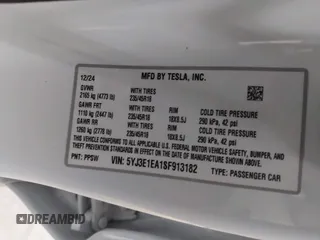 12/24 MFD BY TESLA, INC.
GVWR
2165 kg (4773 lb) WITH TIRES 235/45R18
GAWR FRT
1110 kg (2447 lb) WITH TIRES 235/45R18 RIM 18X8.5J COLD TIRE PRESSURE 290 kPa, 42 psi
GAWR RR
1260 kg (2778 lb) WITH TIRES 235/45R18 RIM 18X8.5J COLD TIRE PRESSURE 290 kPa, 42 psi
THIS VEHICLE CONFORMS TO ALL APPLICABLE FEDERAL MOTOR VEHICLE
SAFETY, BUMPER AND THEFT PREVENTION STANDARDS IN EFFECT ON THE DATE
OF MANUFACTURE SHOWN ABOVE.
PNT: PPSW VIN: 5YJ3E1EA1SF913182 TYPE: PASSENGER CAR
DREAMBID